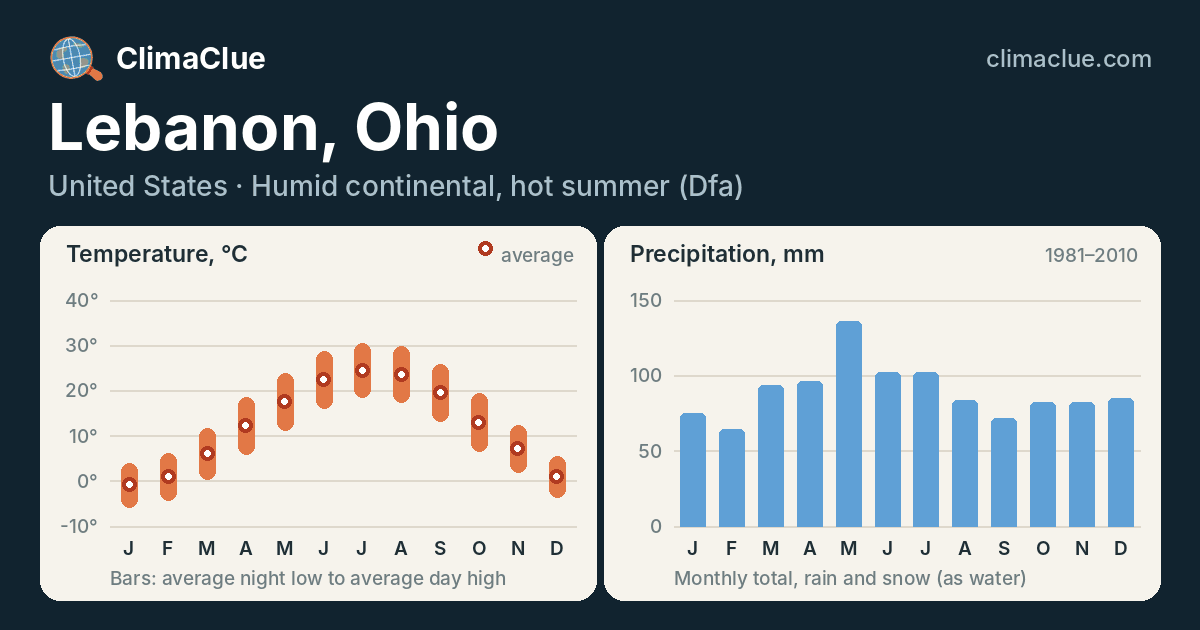 ClimaClue
climaclue.com
Lebanon, Ohio
United States · Humid continental, hot summer (Dfa)
Temperature, °C
average
40°
30°
20°
10°
0°
-10°
J F M A M J J A S O N D
Bars: average night low to average day high
Precipitation, mm
1981–2010
150
100
50
0
J F M A M J J A S O N D
Monthly total, rain and snow (as water)